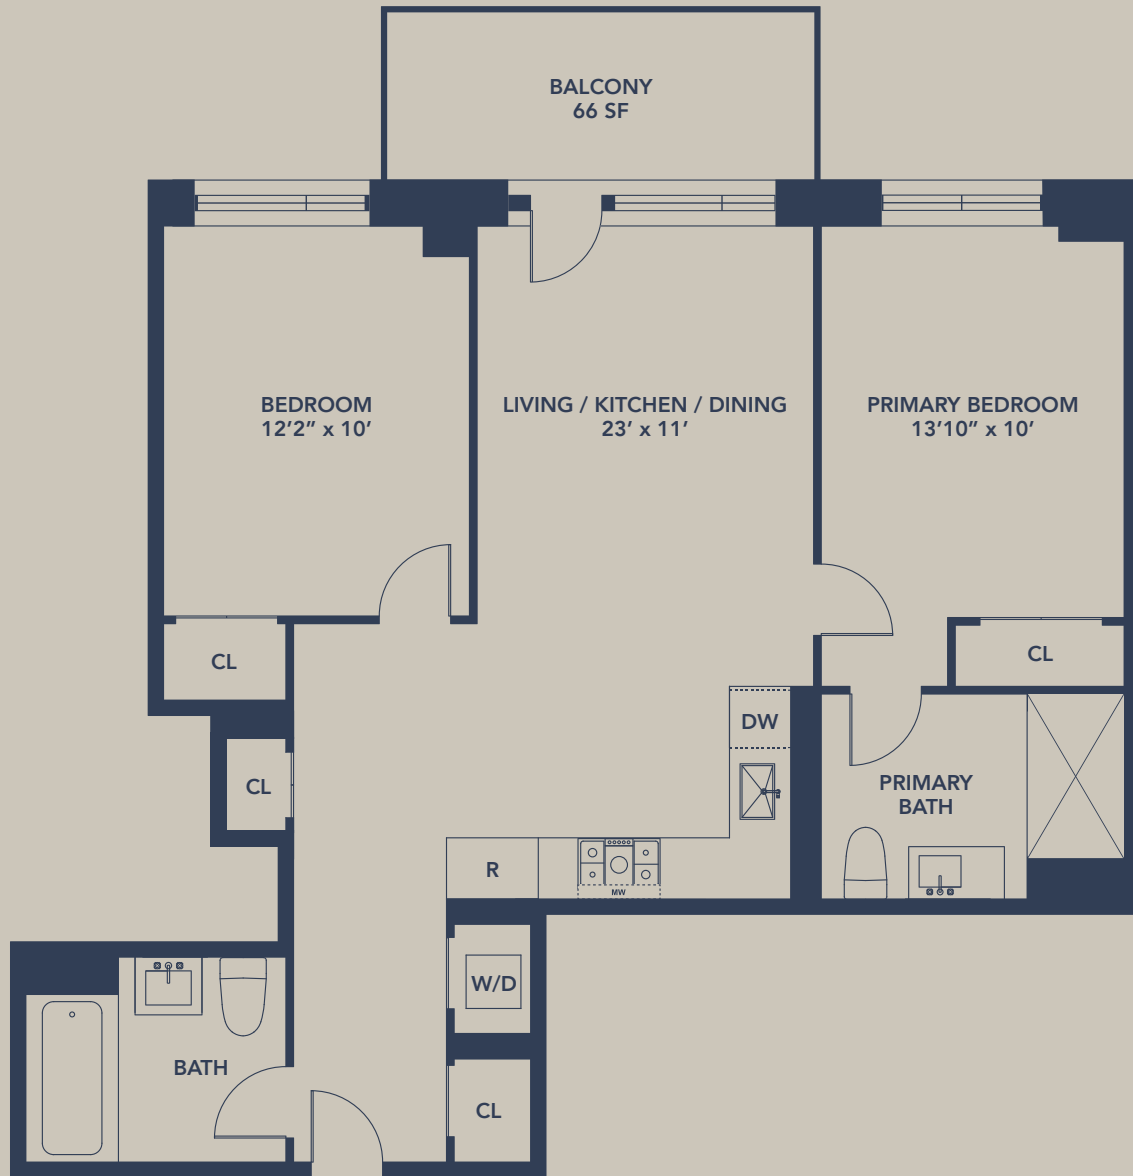 BALCONY
66 SF
BEDROOM
12’2” x 10’
LIVING / KITCHEN / DINING
23’ x 11’
PRIMARY BEDROOM
13’10” x 10’
CL
CL
DW
CL
PRIMARY
BATH
R
MW
W/D
BATH
CL